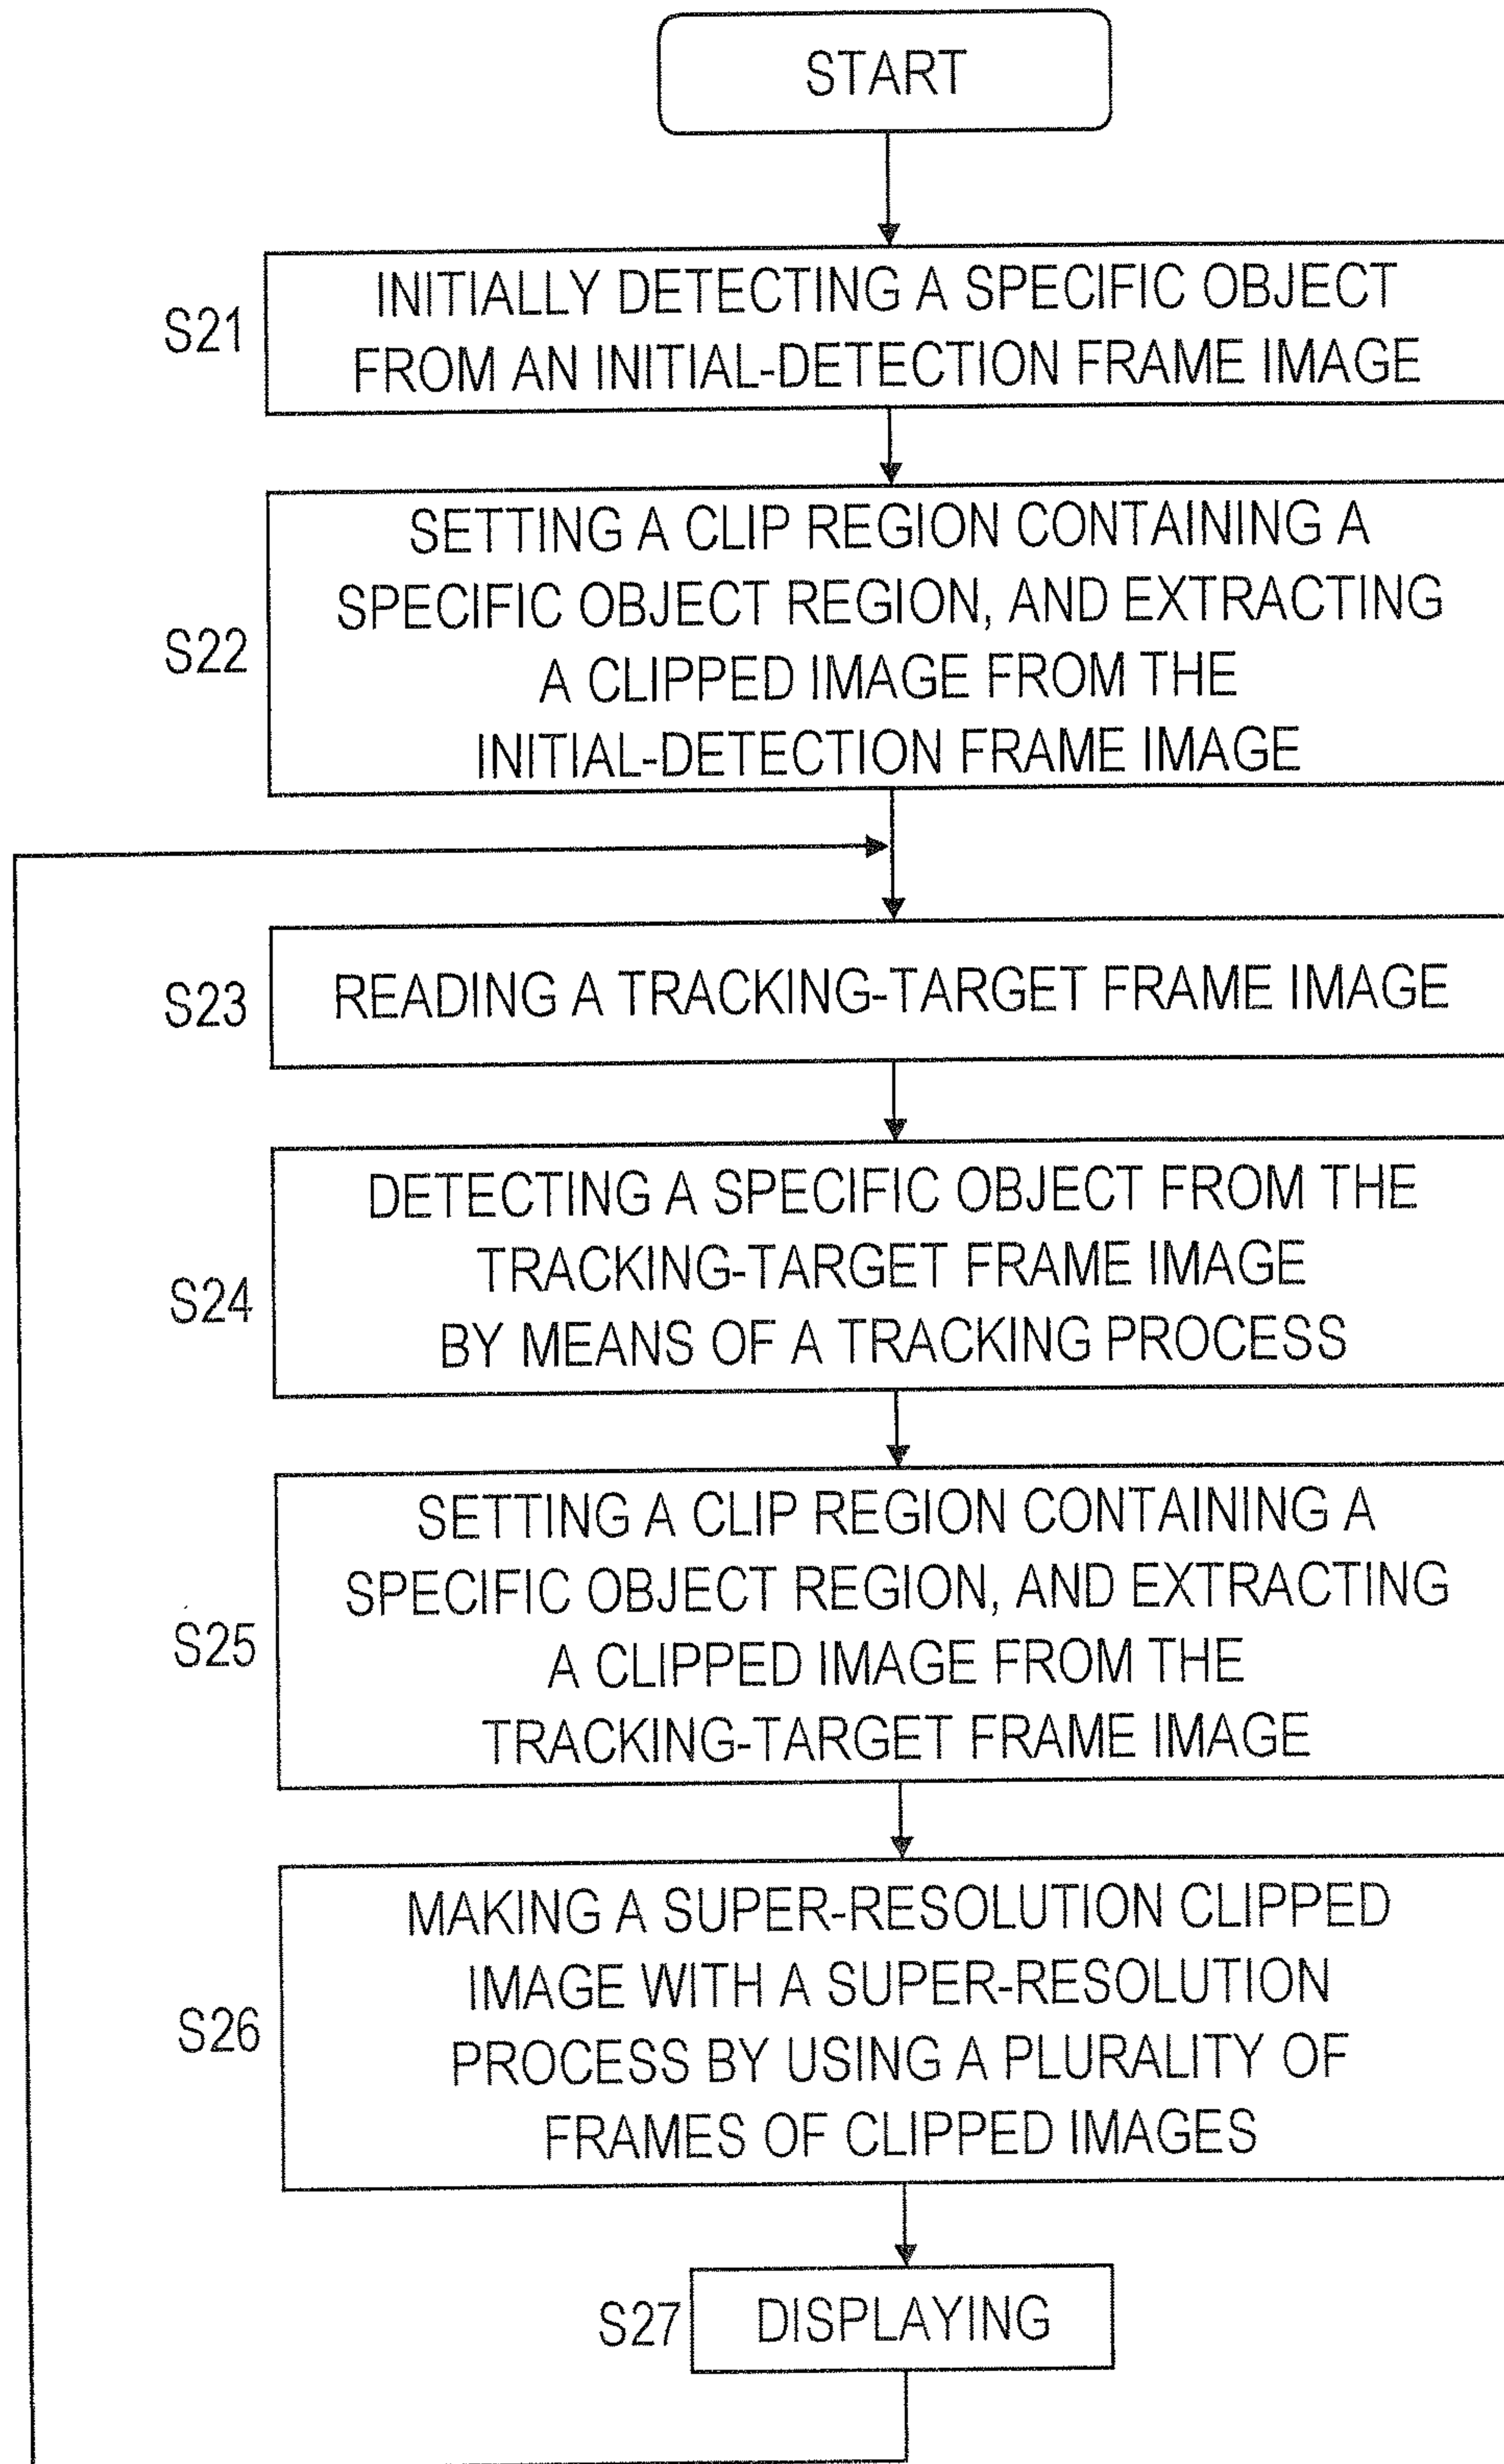 START
S21
INITIALLY DETECTING A SPECIFIC OBJECT
FROM AN INITIAL-DETECTION FRAME IMAGE
S22
SETTING A CLIP REGION CONTAINING A
SPECIFIC OBJECT REGION, AND EXTRACTING
A CLIPPED IMAGE FROM THE
INITIAL-DETECTION FRAME IMAGE
S23
READING A TRACKING-TARGET FRAME IMAGE
S24
DETECTING A SPECIFIC OBJECT FROM THE
TRACKING-TARGET FRAME IMAGE
BY MEANS OF A TRACKING PROCESS
S25
SETTING A CLIP REGION CONTAINING A
SPECIFIC OBJECT REGION, AND EXTRACTING
A CLIPPED IMAGE FROM THE
TRACKING-TARGET FRAME IMAGE
S26
MAKING A SUPER-RESOLUTION CLIPPED
IMAGE WITH A SUPER-RESOLUTION
PROCESS BY USING A PLURALITY OF
FRAMES OF CLIPPED IMAGES
S27
DISPLAYING